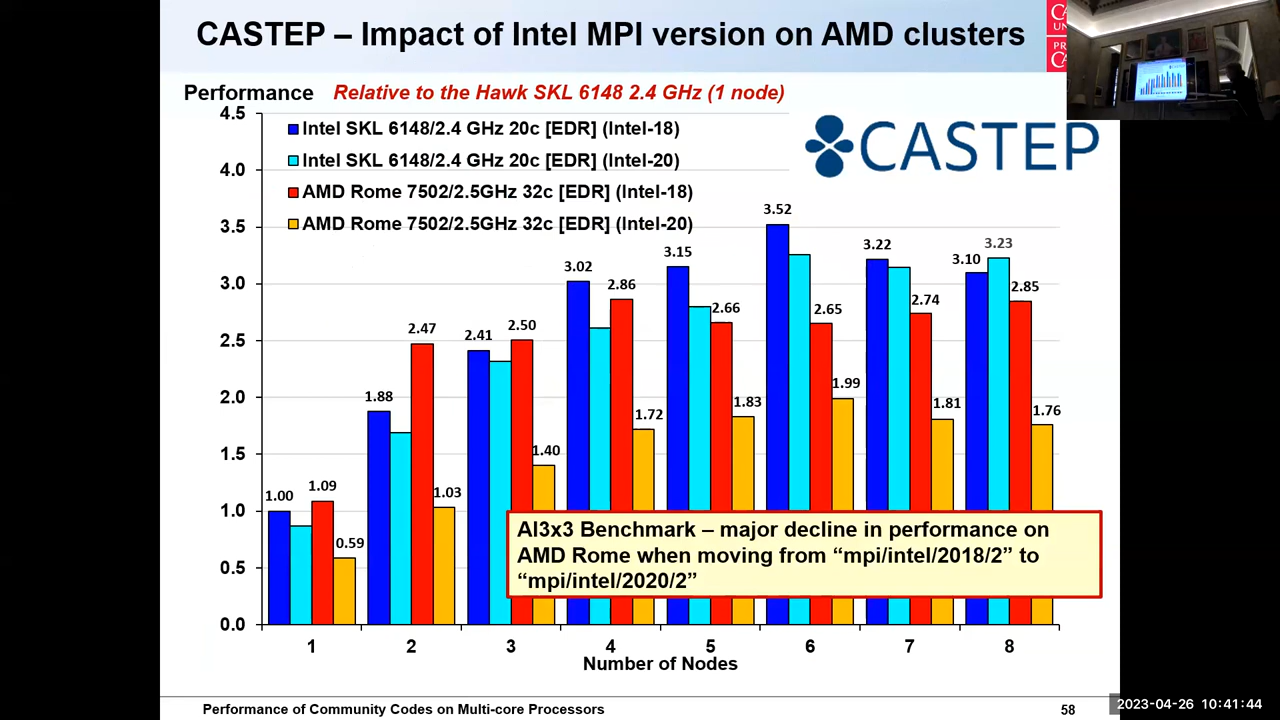 CASTEP – Impact of Intel MPI version on AMD clusters
Performance Relative to the Hawk SKL 6148 2.4 GHz (1 node)
Intel SKL 6148/2.4 GHz 20c [EDR] (Intel-18)
Intel SKL 6148/2.4 GHz 20c [EDR] (Intel-20)
AMD Rome 7502/2.5GHz 32c [EDR] (Intel-18)
AMD Rome 7502/2.5GHz 32c [EDR] (Intel-20)
CASTEP
4.5
4.0
3.5
3.0
2.5
2.0
1.5
1.0
0.5
0.0
1.00 1.09 0.59
1.88 2.47 1.03
2.41 2.50 1.40
3.02 2.86 1.72
3.15 2.66 1.83
3.52 2.65 1.99
3.22 2.74 1.81
3.10 3.23 2.85 1.76
Al3x3 Benchmark – major decline in performance on
AMD Rome when moving from “mpi/intel/2018/2” to
“mpi/intel/2020/2”
1 2 3 4 5 6 7 8
Number of Nodes
Performance of Community Codes on Multi-core Processors
58
2023-04-26 10:41:44